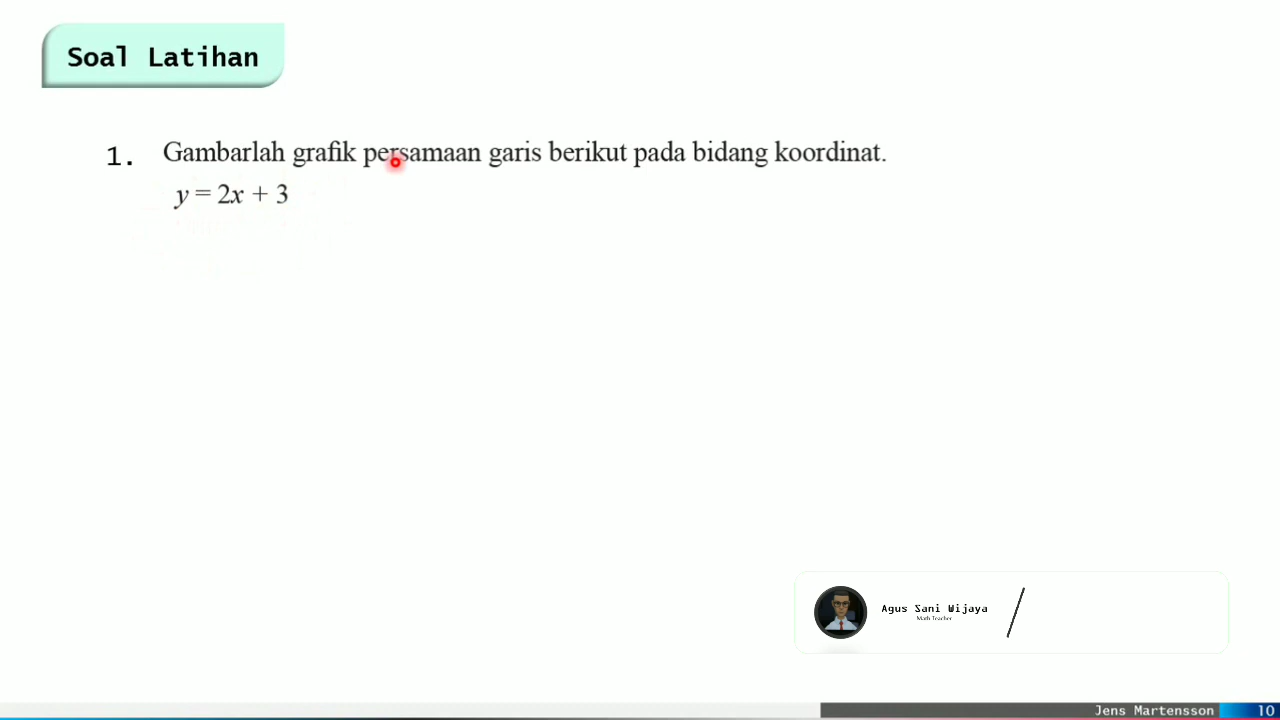 Soal Latihan
1. Gambarlah grafik persamaan garis berikut pada bidang koordinat.
y = 2x + 3
Agus Sani Wijaya
Math Teacher
Jens Martensson 10